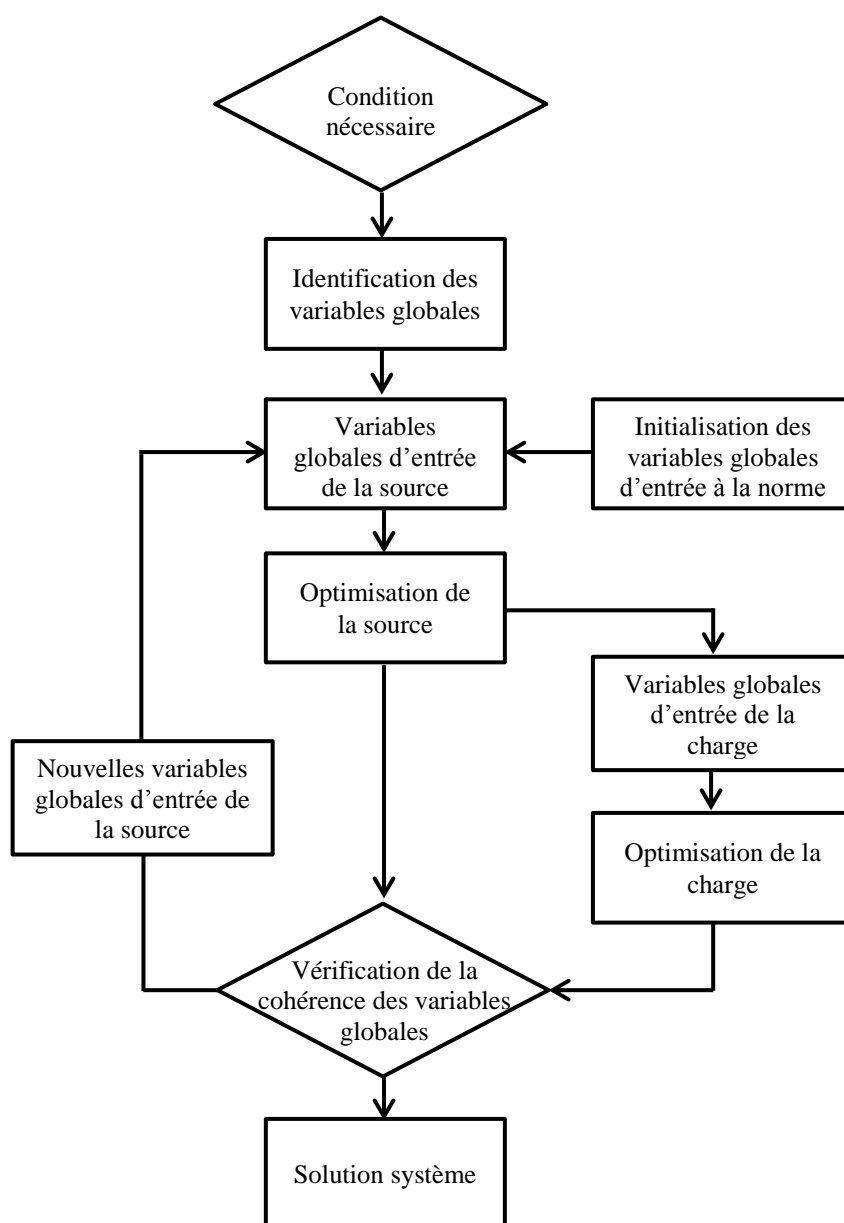 Condition
nécessaire
Identification des
variables globales
Variables
globales d'entrée
de la source
Initialisation des
variables globales
d'entrée à la norme
Optimisation de
la source
Variables globales
d'entrée de la
charge
Nouvelles variables
globales d'entrée de
la source
Optimisation de la
charge
Vérification de la
cohérence des variables
globales
Solution système